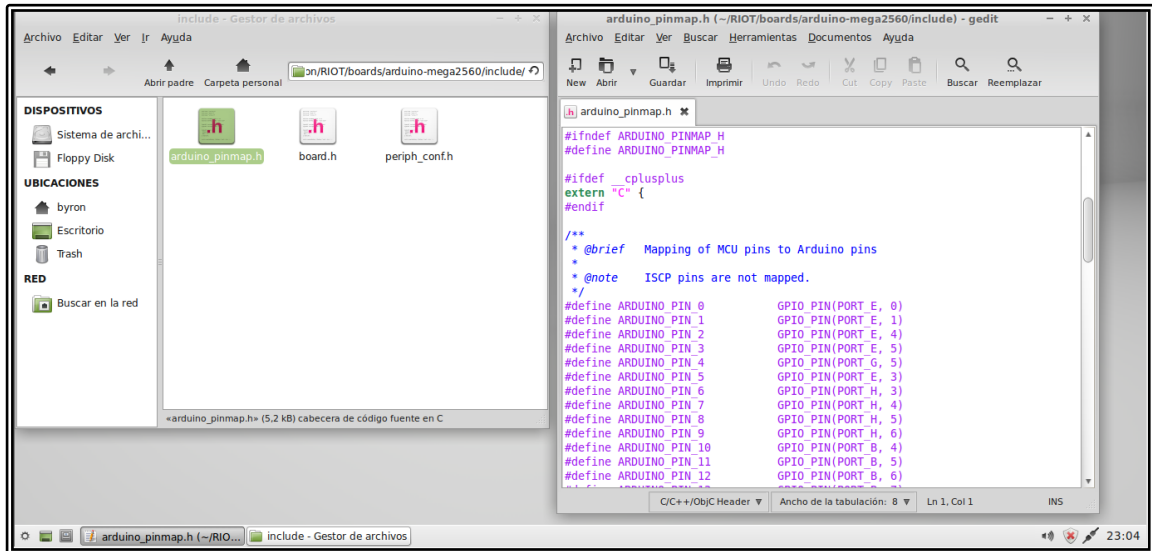 include - Gestor de archivos
Archivo Editar Ver Ir Ayuda
Abrir padre Carpeta personal
on/RIOT/boards/arduino-mega2560/include/
DISPOSITIVOS
Sistema de archi...
Floppy Disk
UBICACIONES
byron
Escritorio
Trash
RED
Buscar en la red
.h .h .h
arduino_pinmap.h board.h periph_conf.h
«arduino_pinmap.h» (5,2 kB) cabecera de código fuente en C
arduino_pinmap.h (~/RIOT/boards/arduino-mega2560/include) - gedit
Archivo Editar Ver Buscar Herramientas Documentos Ayuda
New Abrir Guardar Imprimir Undo Redo Cut Copy Paste Buscar Reemplazar
.h arduino_pinmap.h
#ifndef ARDUINO_PINMAP_H
#define ARDUINO_PINMAP_H
#ifdef __cplusplus
extern "C" {
#endif
/**
* @brief Mapping of MCU pins to Arduino pins
*
* @note ISCP pins are not mapped.
*/
#define ARDUINO_PIN_0 GPIO_PIN(PORT_E, 0)
#define ARDUINO_PIN_1 GPIO_PIN(PORT_E, 1)
#define ARDUINO_PIN_2 GPIO_PIN(PORT_E, 4)
#define ARDUINO_PIN_3 GPIO_PIN(PORT_E, 5)
#define ARDUINO_PIN_4 GPIO_PIN(PORT_G, 5)
#define ARDUINO_PIN_5 GPIO_PIN(PORT_E, 3)
#define ARDUINO_PIN_6 GPIO_PIN(PORT_H, 3)
#define ARDUINO_PIN_7 GPIO_PIN(PORT_H, 4)
#define ARDUINO_PIN_8 GPIO_PIN(PORT_H, 5)
#define ARDUINO_PIN_9 GPIO_PIN(PORT_H, 6)
#define ARDUINO_PIN_10 GPIO_PIN(PORT_B, 4)
#define ARDUINO_PIN_11 GPIO_PIN(PORT_B, 5)
#define ARDUINO_PIN_12 GPIO_PIN(PORT_B, 6)
C/C++/ObjC Header Ancho de la tabulación: 8 Ln 1, Col 1 INS
arduino_pinmap.h (~/RIO... include - Gestor de archivos 23:04